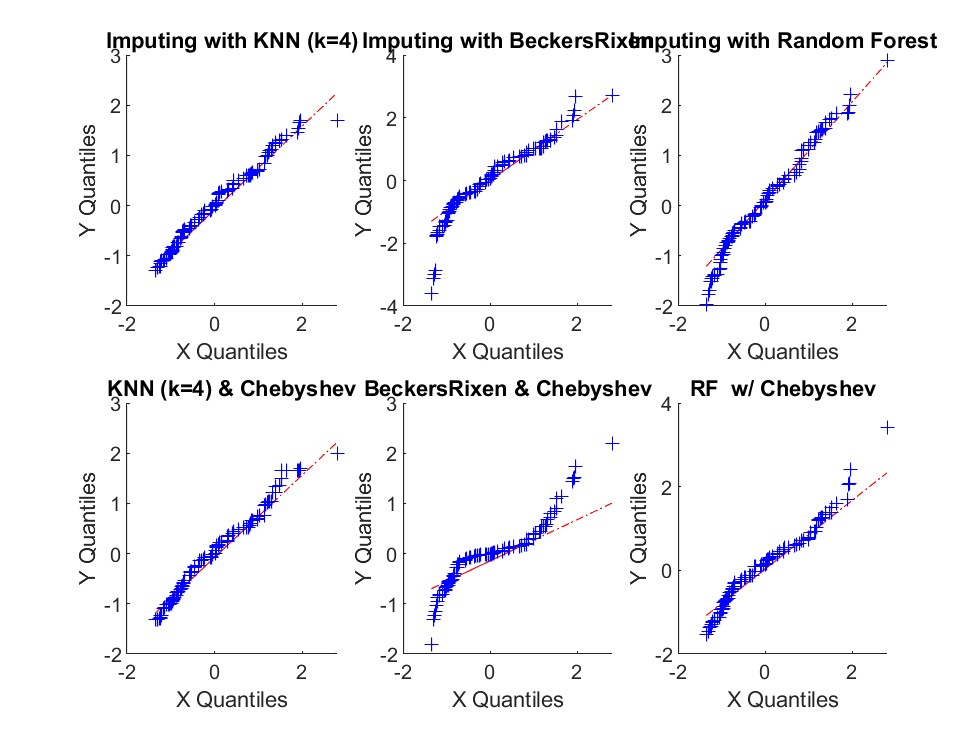 Imputing with KNN (k=4)
Imputing with BeckersRixen
Imputing with Random Forest
3
2
1
0
-1
-2
Y Quantiles
-2
0
2
X Quantiles
4
2
0
-2
-4
Y Quantiles
-2
0
2
X Quantiles
3
2
1
0
-1
-2
Y Quantiles
-2
0
2
X Quantiles
KNN (k=4) & Chebyshev
BeckersRixen & Chebyshev
RF  w/ Chebyshev
3
2
1
0
-1
-2
Y Quantiles
-2
0
2
X Quantiles
3
2
1
0
-1
-2
Y Quantiles
-2
0
2
X Quantiles
4
2
0
-2
Y Quantiles
-2
0
2
X Quantiles